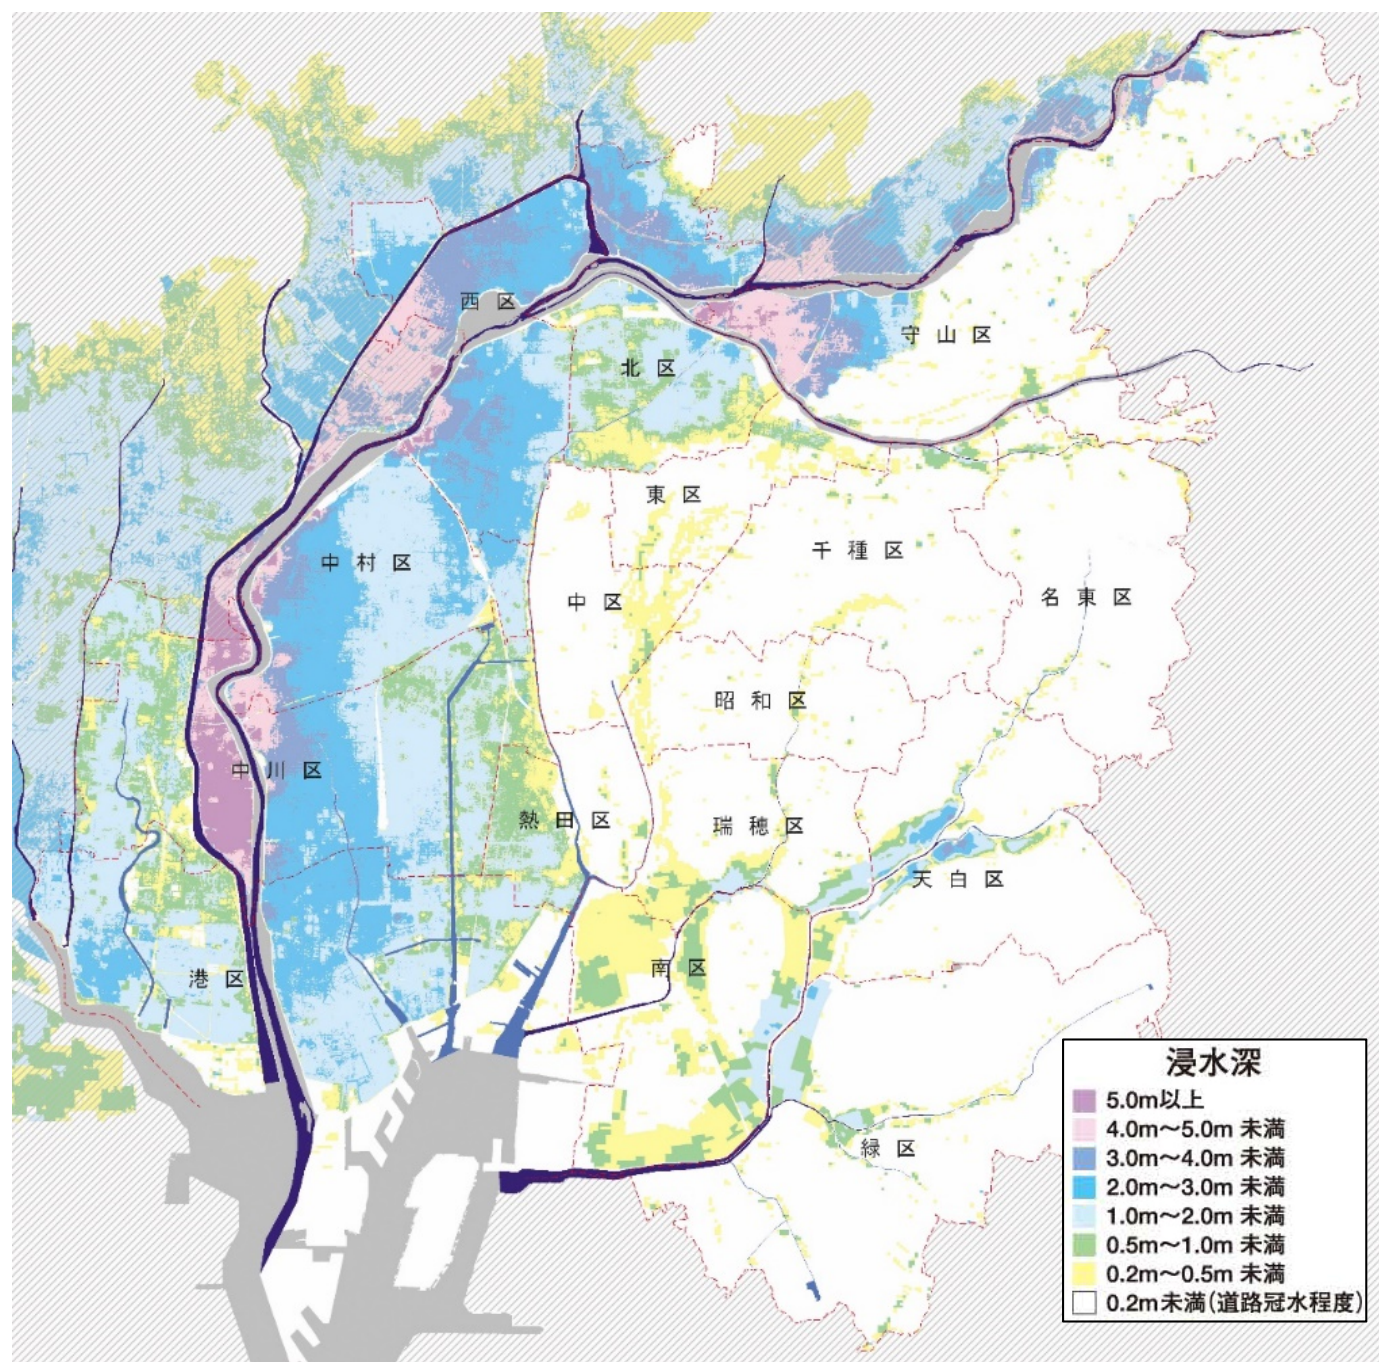 西区
守山区
北区
東区
千種区
中村区
中区
名東区
昭和区
中川区
熱田区
瑞穂区
天白区
港区
南区
緑区
浸水深
5.0m以上
4.0m～5.0m 未満
3.0m～4.0m 未満
2.0m～3.0m 未満
1.0m～2.0m 未満
0.5m～1.0m 未満
0.2m～0.5m 未満
0.2m未満(道路冠水程度)